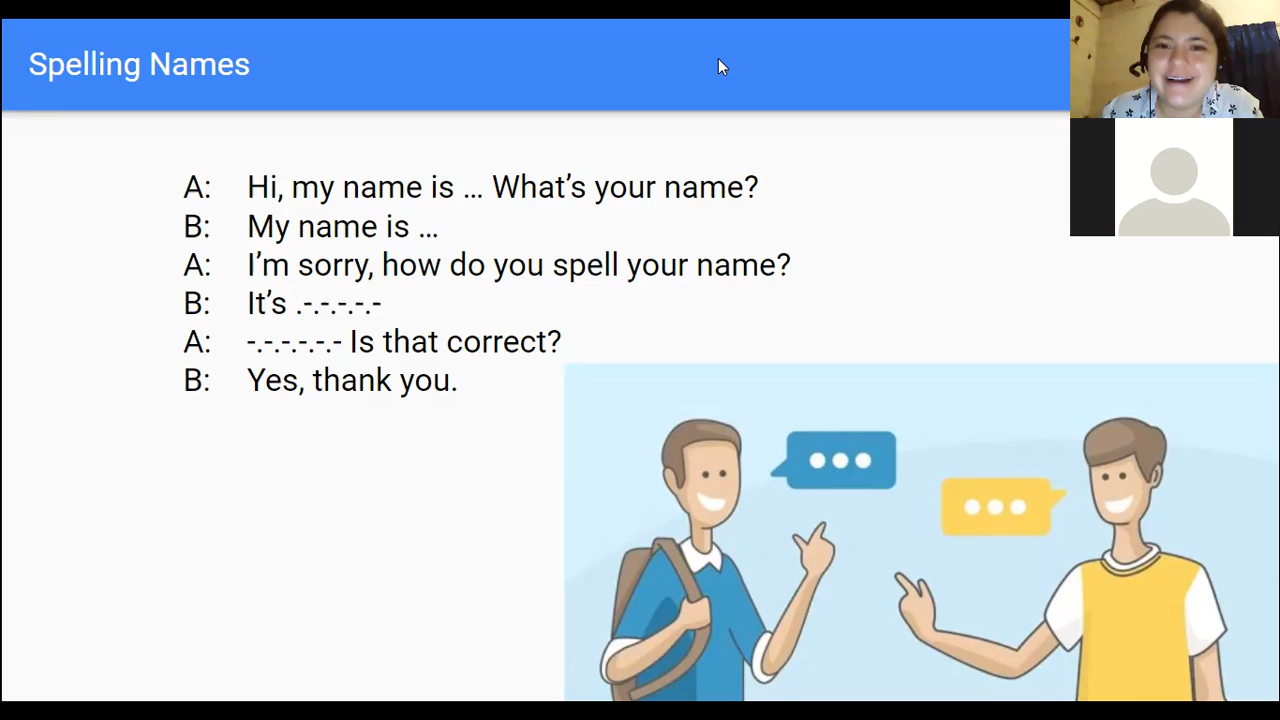 Spelling Names
A: Hi, my name is ... What's your name?
B: My name is ...
A: I'm sorry, how do you spell your name?
B: It's .-.-.-.-.-
A: -.-.-.-.-.- Is that correct?
B: Yes, thank you.